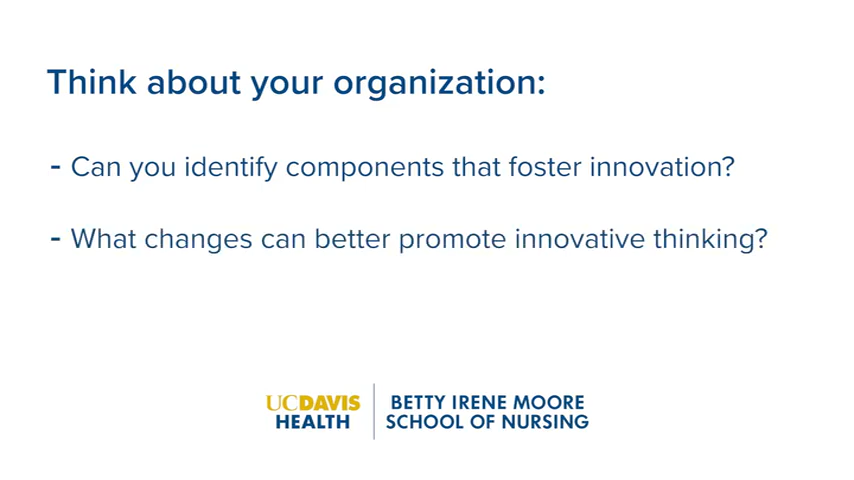 Think about your organization:
- Can you identify components that foster innovation?
- What changes can better promote innovative thinking?
UCDAVIS
HEALTH
BETTY IRENE MOORE
SCHOOL OF NURSING